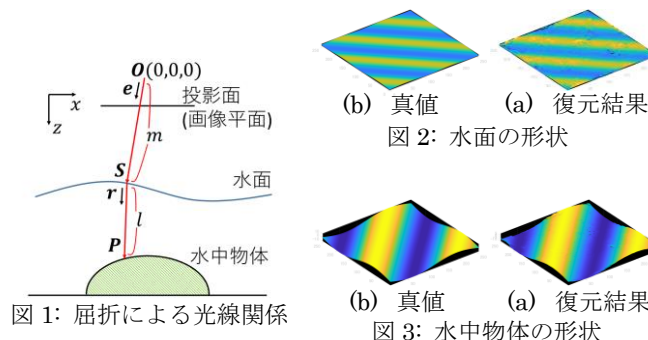 O(0,0,0)
e
投影面
(画像平面)
x
z
m
S
水面
r
l
P
水中物体
図 1: 屈折による光線関係
(b) 真値
(a) 復元結果
図 2: 水面の形状
(b) 真値
(a) 復元結果
図 3: 水中物体の形状